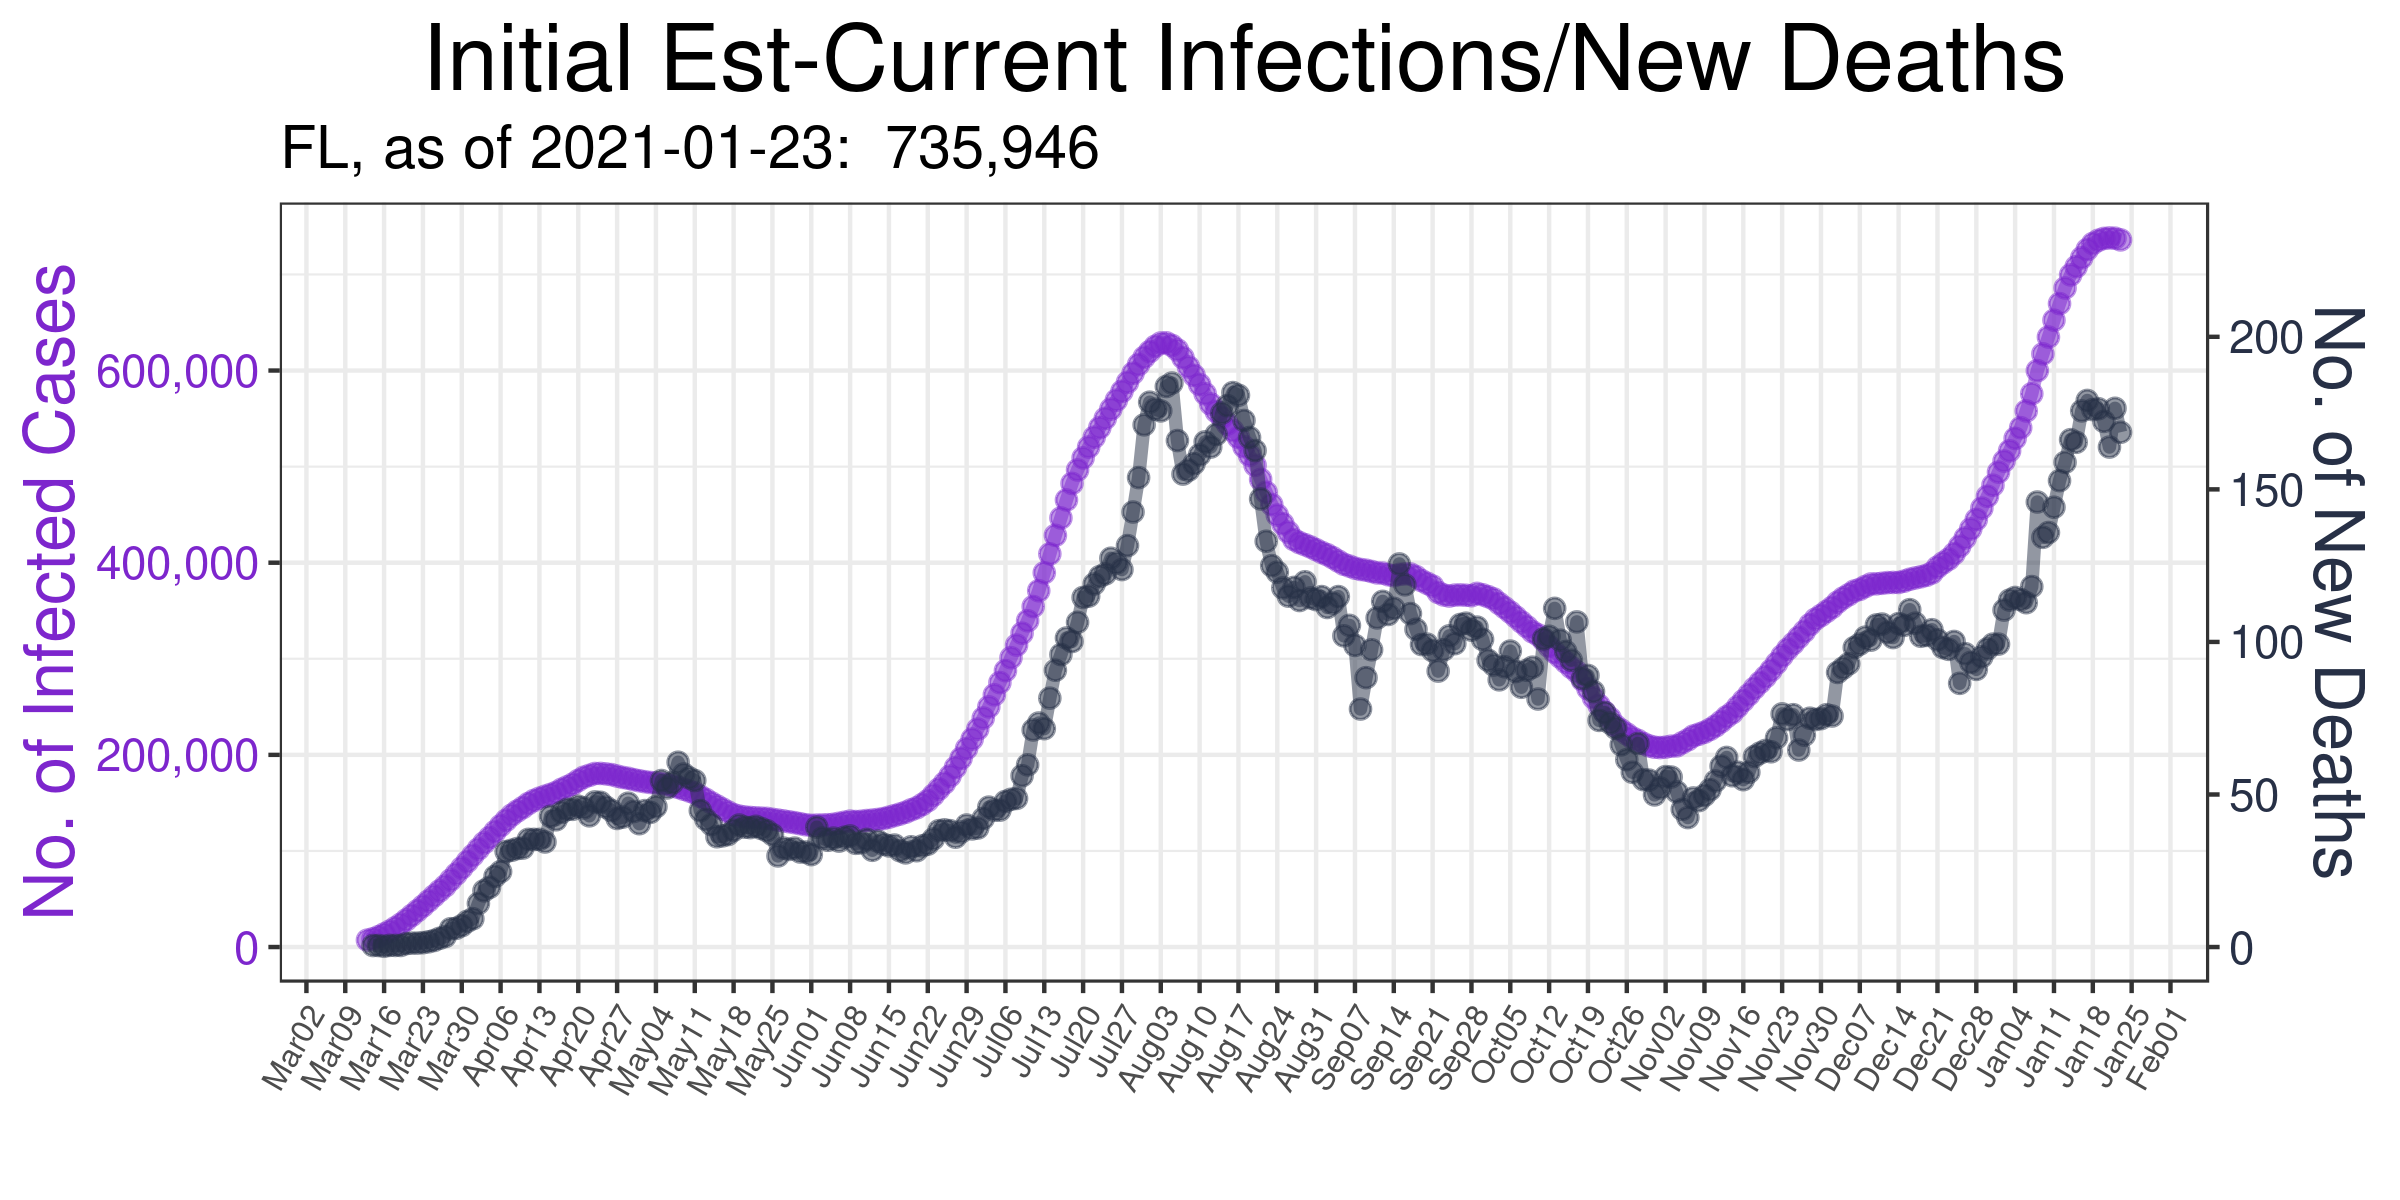 Initial Est-Current Infections/New Deaths
FL, as of 2021-01-23:  735,946
No. of Infected Cases
600,000
400,000
200,000
0
200
150
100
50
0
No. of New Deaths
Mar02
Mar09
Mar16
Mar23
Mar30
Apr06
Apr13
Apr20
Apr27
May04
May11
May18
May25
Jun01
Jun08
Jun15
Jun22
Jun29
Jul06
Jul13
Jul20
Jul27
Aug03
Aug10
Aug17
Aug24
Aug31
Sep07
Sep14
Sep21
Sep28
Oct05
Oct12
Oct19
Oct26
Nov02
Nov09
Nov16
Nov23
Nov30
Dec07
Dec14
Dec21
Dec28
Jan04
Jan11
Jan18
Jan25
Feb01